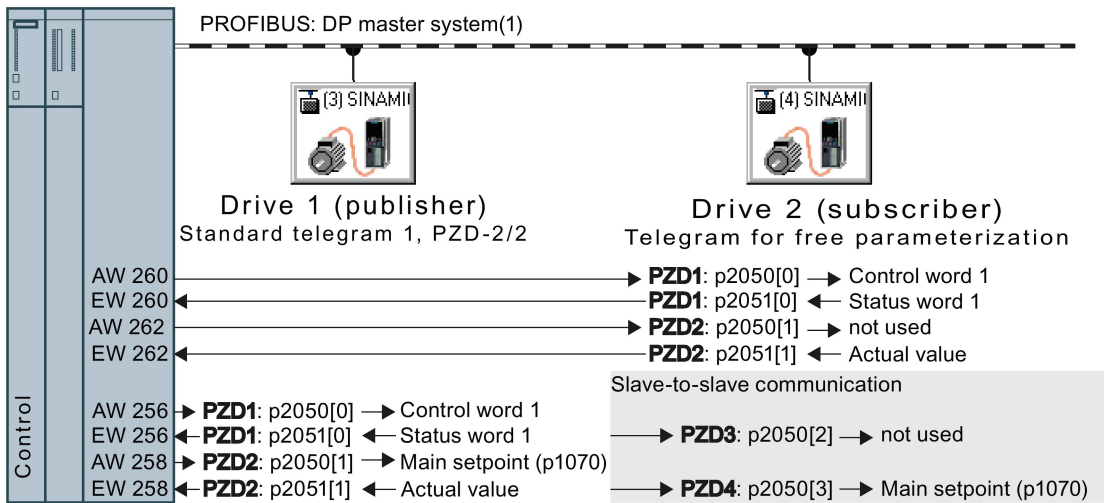 PROFIBUS: DP master system(1)
(3) SINAMI
(4) SINAMI
Drive 1 (publisher)
Standard telegram 1, PZD-2/2
Drive 2 (subscriber)
Telegram for free parameterization
AW 260 PZD1: p2050[0] Control word 1
EW 260 PZD1: p2051[0] Status word 1
AW 262 PZD2: p2050[1] not used
EW 262 PZD2: p2051[1] Actual value
Slave-to-slave communication
AW 256 PZD1: p2050[0] Control word 1
EW 256 PZD1: p2051[0] Status word 1 PZD3: p2050[2] not used
AW 258 PZD2: p2050[1] Main setpoint (p1070)
EW 258 PZD2: p2051[1] Actual value PZD4: p2050[3] Main setpoint (p1070)
Control